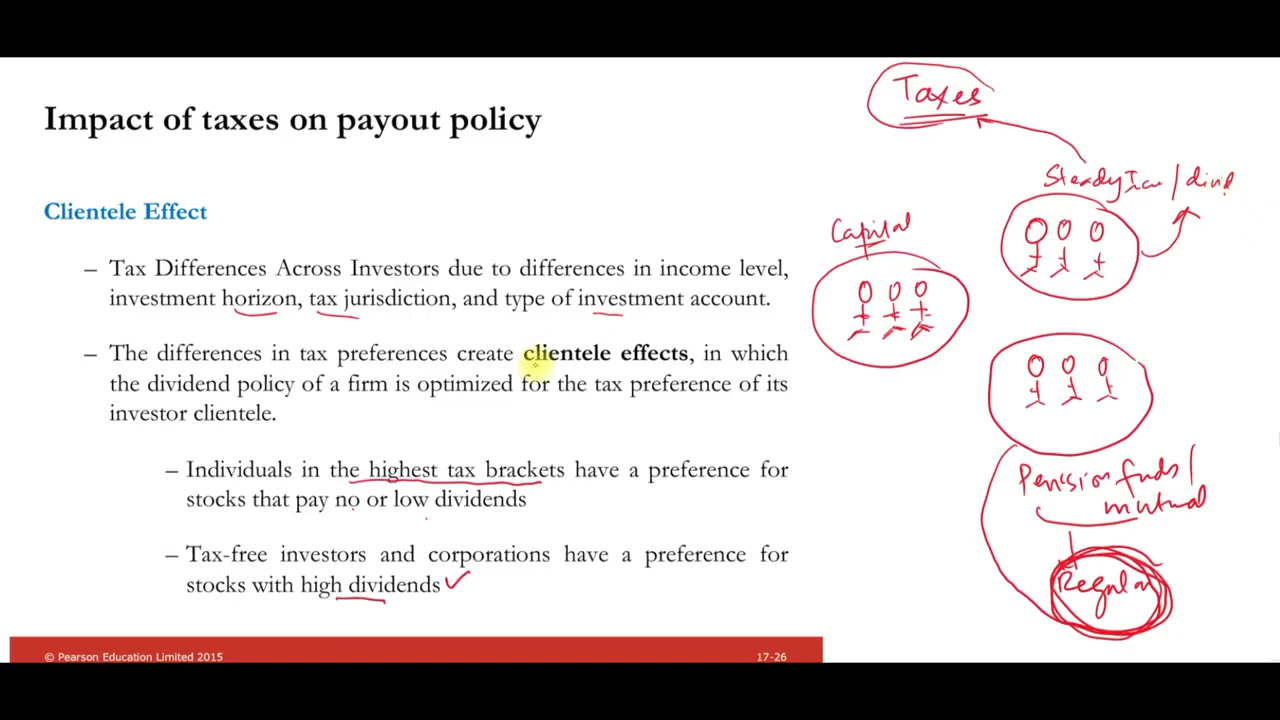 Impact of taxes on payout policy
Clientele Effect
– Tax Differences Across Investors due to differences in income level,
investment horizon, tax jurisdiction, and type of investment account.
– The differences in tax preferences create clientele effects, in which
the dividend policy of a firm is optimized for the tax preference of its
investor clientele.
– Individuals in the highest tax brackets have a preference for
stocks that pay no or low dividends
– Tax-free investors and corporations have a preference for
stocks with high dividends
© Pearson Education Limited 2015
17-26
Taxes
Steady / divid
Capital
Pension funds /
mutual
Regular